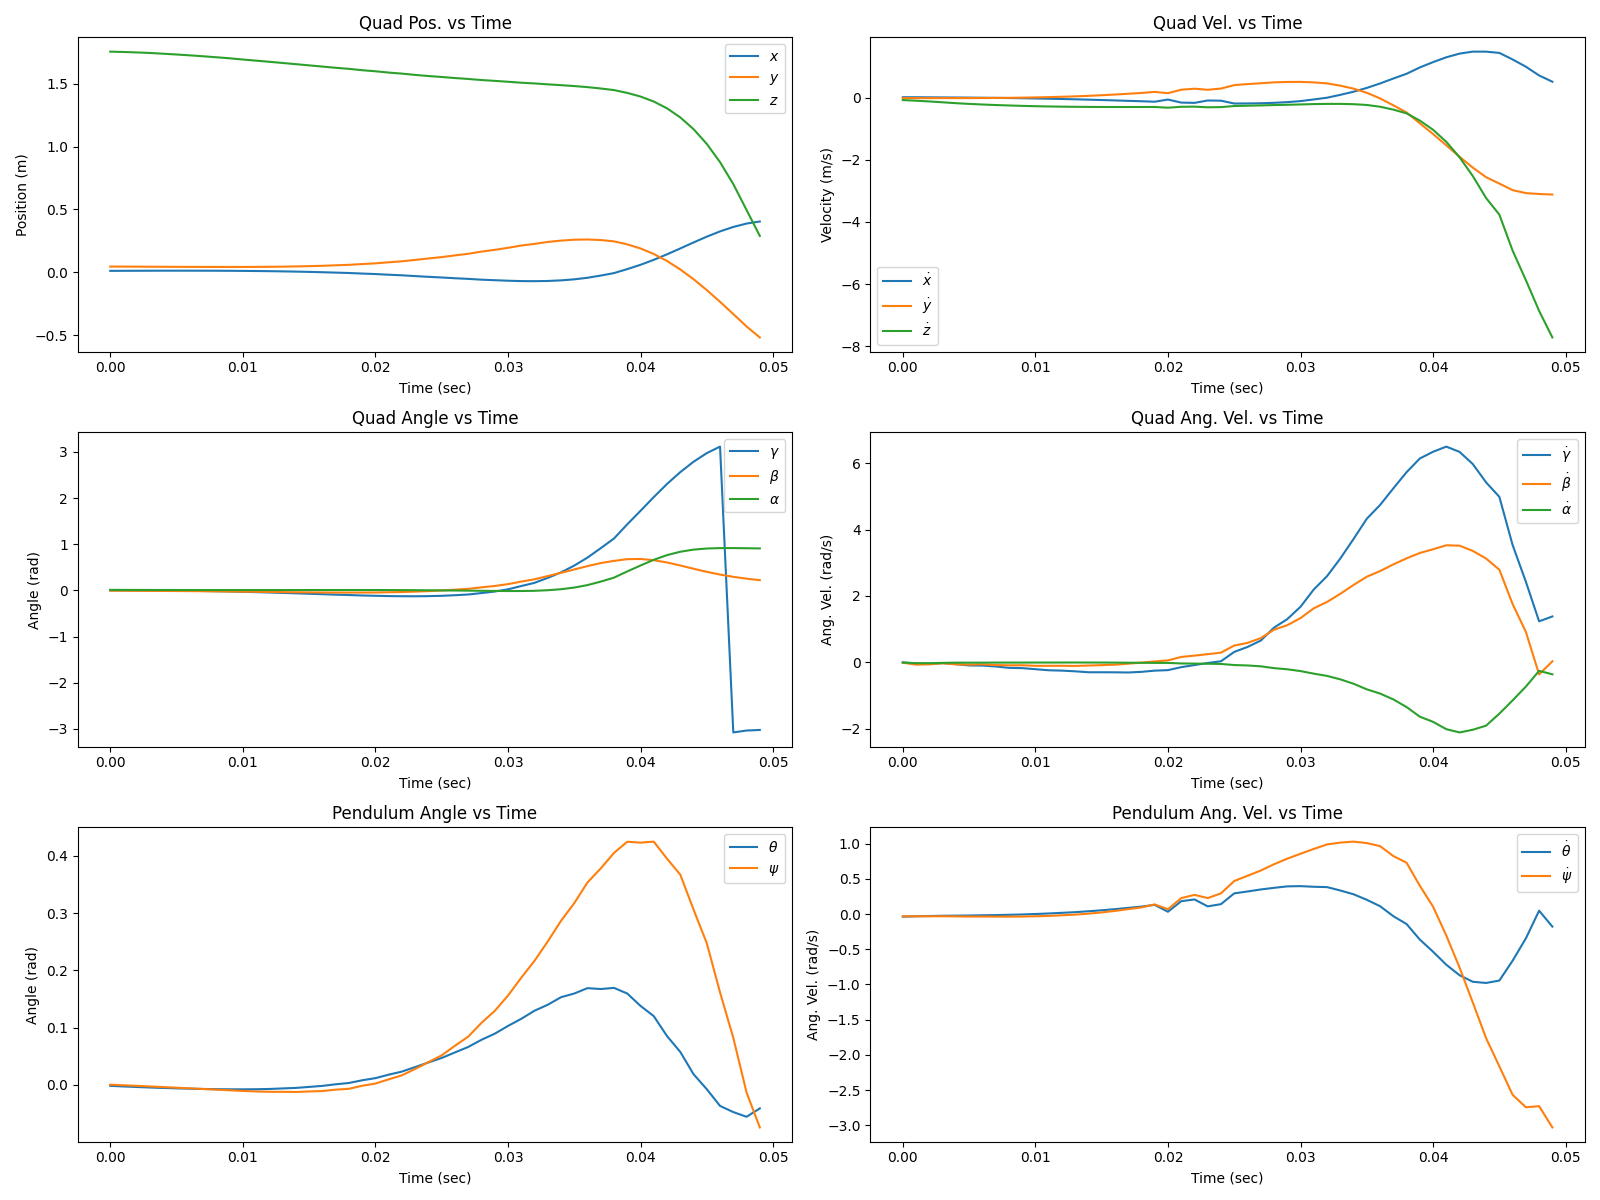 Quad Pos. vs Time
Position (m)
1.5
1.0
0.5
0.0
−0.5
x
y
z
0.00 0.01 0.02 0.03 0.04 0.05
Time (sec)
Quad Vel. vs Time
Velocity (m/s)
0
−2
−4
−6
−8
ẋ
ẏ
ż
0.00 0.01 0.02 0.03 0.04 0.05
Time (sec)
Quad Angle vs Time
Angle (rad)
3
2
1
0
−1
−2
−3
γ
β
α
0.00 0.01 0.02 0.03 0.04 0.05
Time (sec)
Quad Ang. Vel. vs Time
Ang. Vel. (rad/s)
6
4
2
0
−2
γ̇
β̇
α̇
0.00 0.01 0.02 0.03 0.04 0.05
Time (sec)
Pendulum Angle vs Time
Angle (rad)
0.4
0.3
0.2
0.1
0.0
θ
ψ
0.00 0.01 0.02 0.03 0.04 0.05
Time (sec)
Pendulum Ang. Vel. vs Time
Ang. Vel. (rad/s)
1.0
0.5
0.0
−0.5
−1.0
−1.5
−2.0
−2.5
−3.0
θ̇
ψ̇
0.00 0.01 0.02 0.03 0.04 0.05
Time (sec)